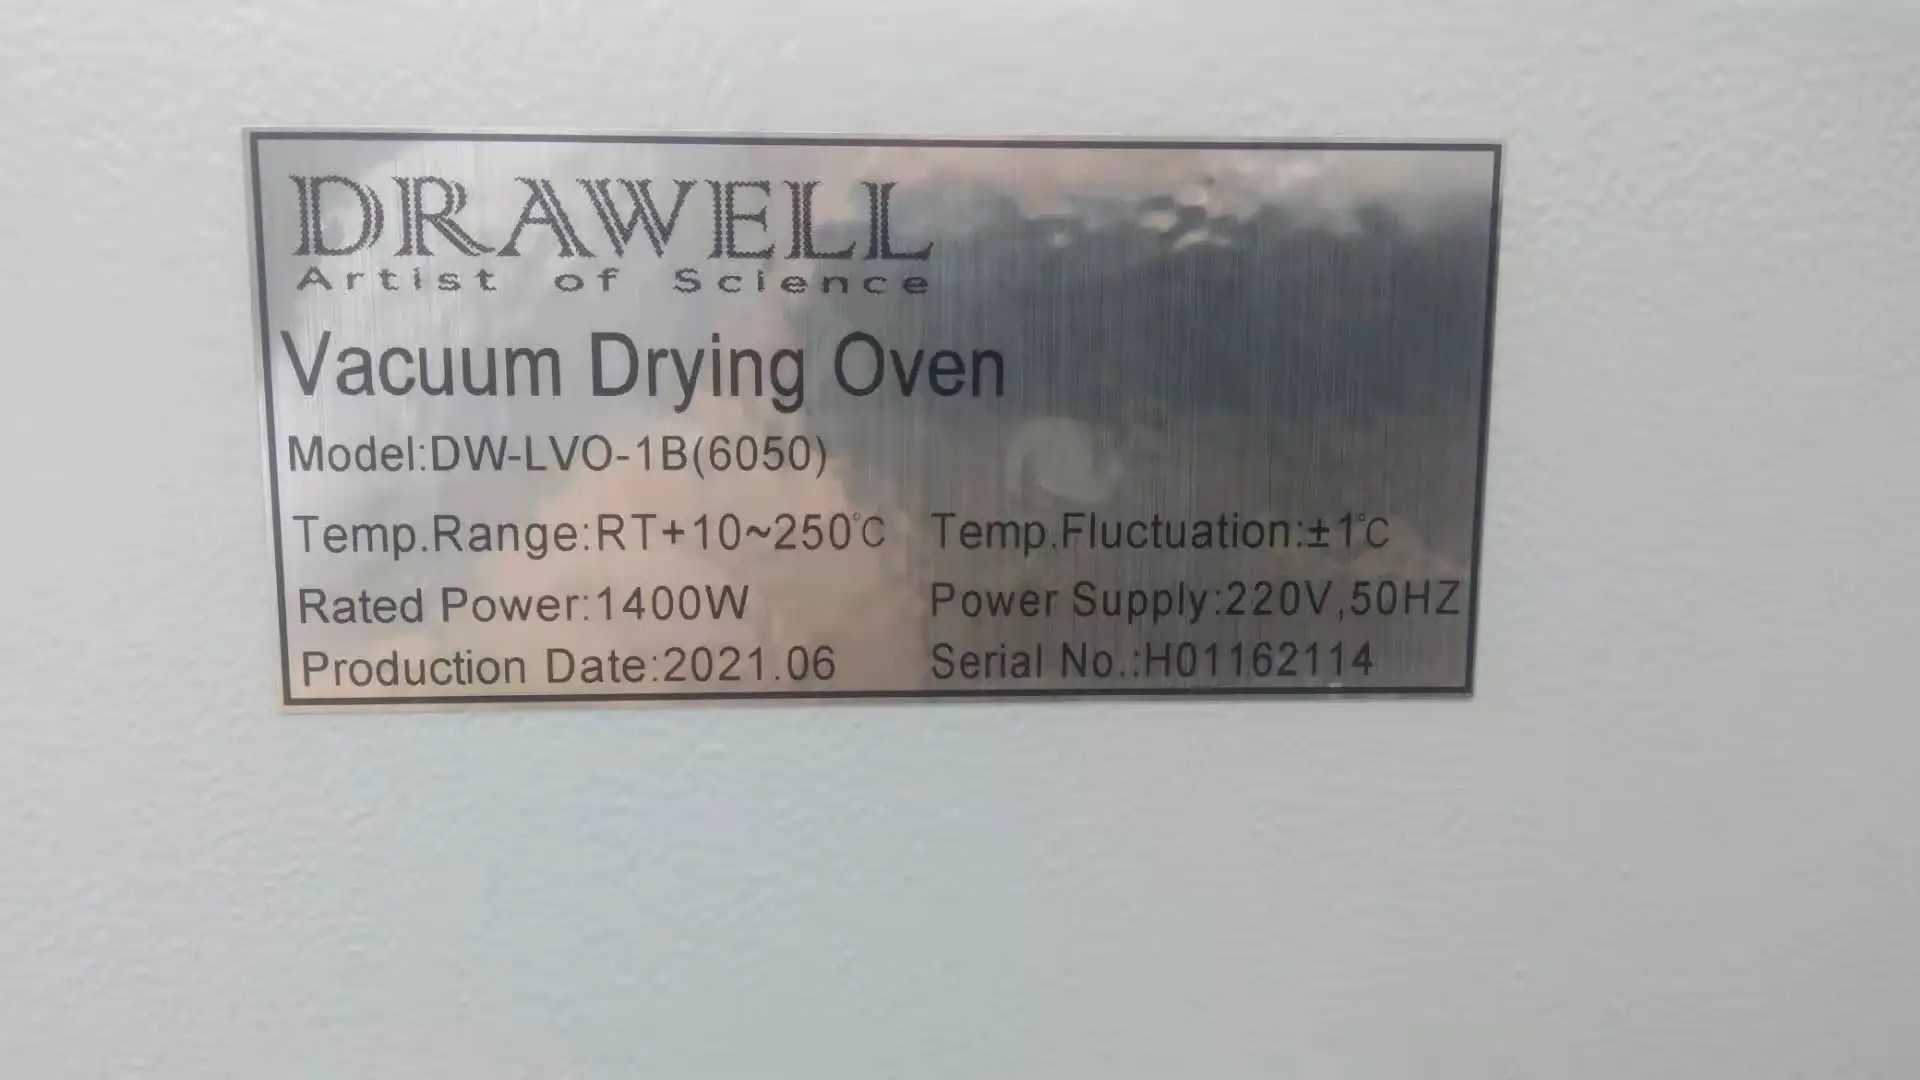 DRAWELL
Artist of Science
Vacuum Drying Oven
Model:DW-LVO-1B(6050)
Temp.Range:RT+10~250℃ Temp.Fluctuation:±1℃
Rated Power:1400W Power Supply:220V,50HZ
Production Date:2021.06 Serial No.:H01162114